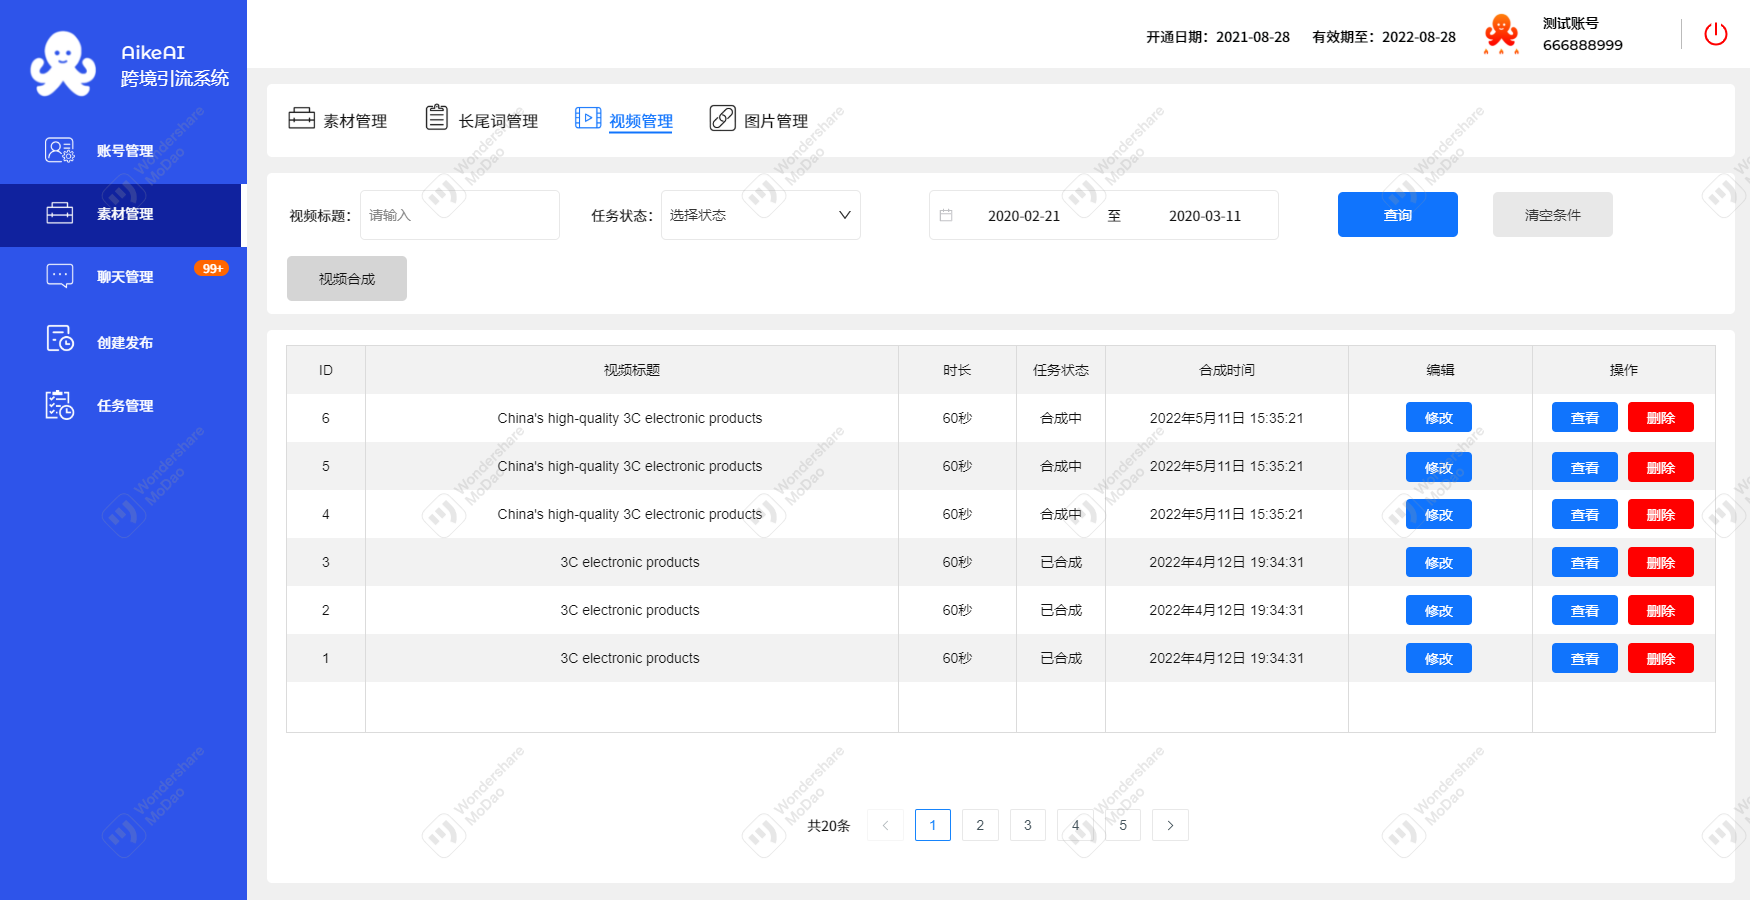 AikeAI
跨境引流系统
开通日期：2021-08-28 有效期至：2022-08-28
测试账号
666888999
账号管理
素材管理
聊天管理 99+
创建发布
任务管理
素材管理 长尾词管理 视频管理 图片管理
视频标题： 请输入 任务状态： 选择状态 2020-02-21 至 2020-03-11 查询 清空条件
视频合成
ID 视频标题 时长 任务状态 合成时间 编辑 操作
6 China's high-quality 3C electronic products 60秒 合成中 2022年5月11日 15:35:21 修改 查看 删除
5 China's high-quality 3C electronic products 60秒 合成中 2022年5月11日 15:35:21 修改 查看 删除
4 China's high-quality 3C electronic products 60秒 合成中 2022年5月11日 15:35:21 修改 查看 删除
3 3C electronic products 60秒 已合成 2022年4月12日 19:34:31 修改 查看 删除
2 3C electronic products 60秒 已合成 2022年4月12日 19:34:31 修改 查看 删除
1 3C electronic products 60秒 已合成 2022年4月12日 19:34:31 修改 查看 删除
共20条 < 1 2 3 4 5 >
Wondershare
MoDao